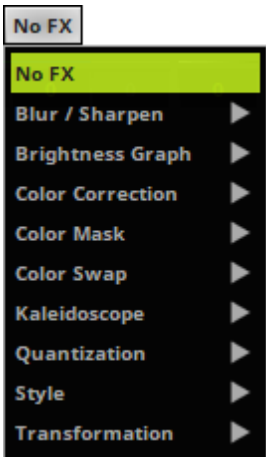 No FX
No FX
Blur / Sharpen
Brightness Graph
Color Correction
Color Mask
Color Swap
Kaleidoscope
Quantization
Style
Transformation